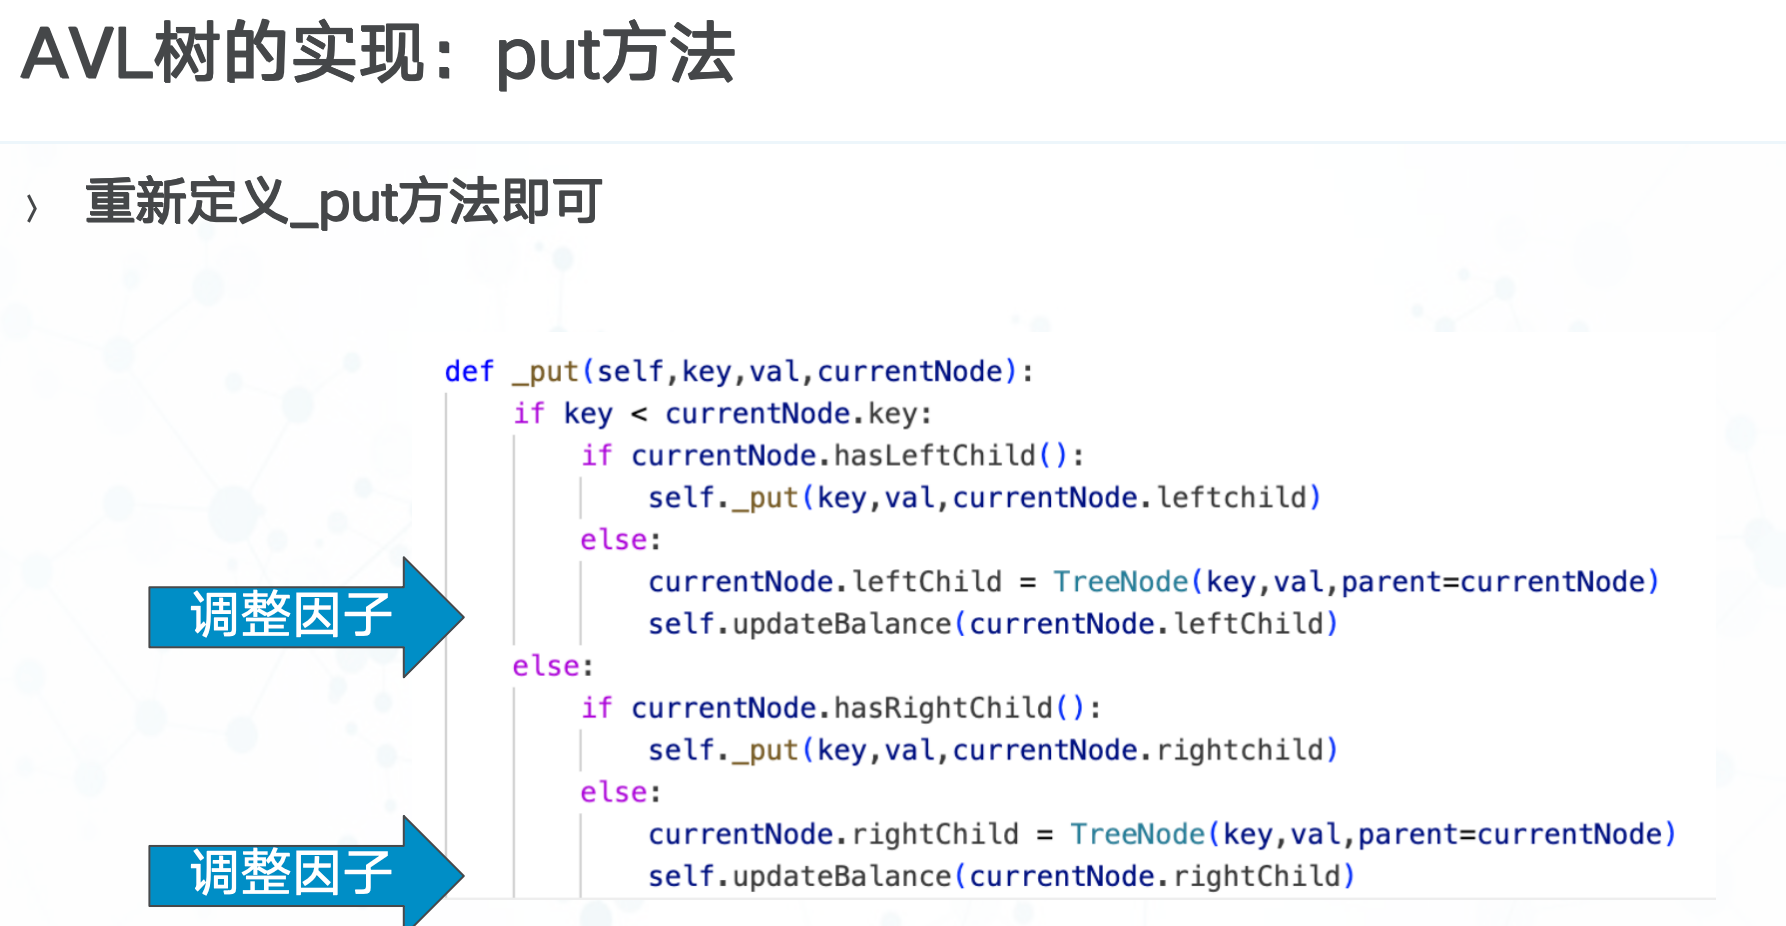 AVL树的实现：put方法
› 重新定义_put方法即可
def _put(self,key,val,currentNode):
if key < currentNode.key:
if currentNode.hasLeftChild():
self._put(key,val,currentNode.leftchild)
else:
currentNode.leftChild = TreeNode(key,val,parent=currentNode)
调整因子
self.updateBalance(currentNode.leftChild)
else:
if currentNode.hasRightChild():
self._put(key,val,currentNode.rightchild)
else:
currentNode.rightChild = TreeNode(key,val,parent=currentNode)
调整因子
self.updateBalance(currentNode.rightChild)